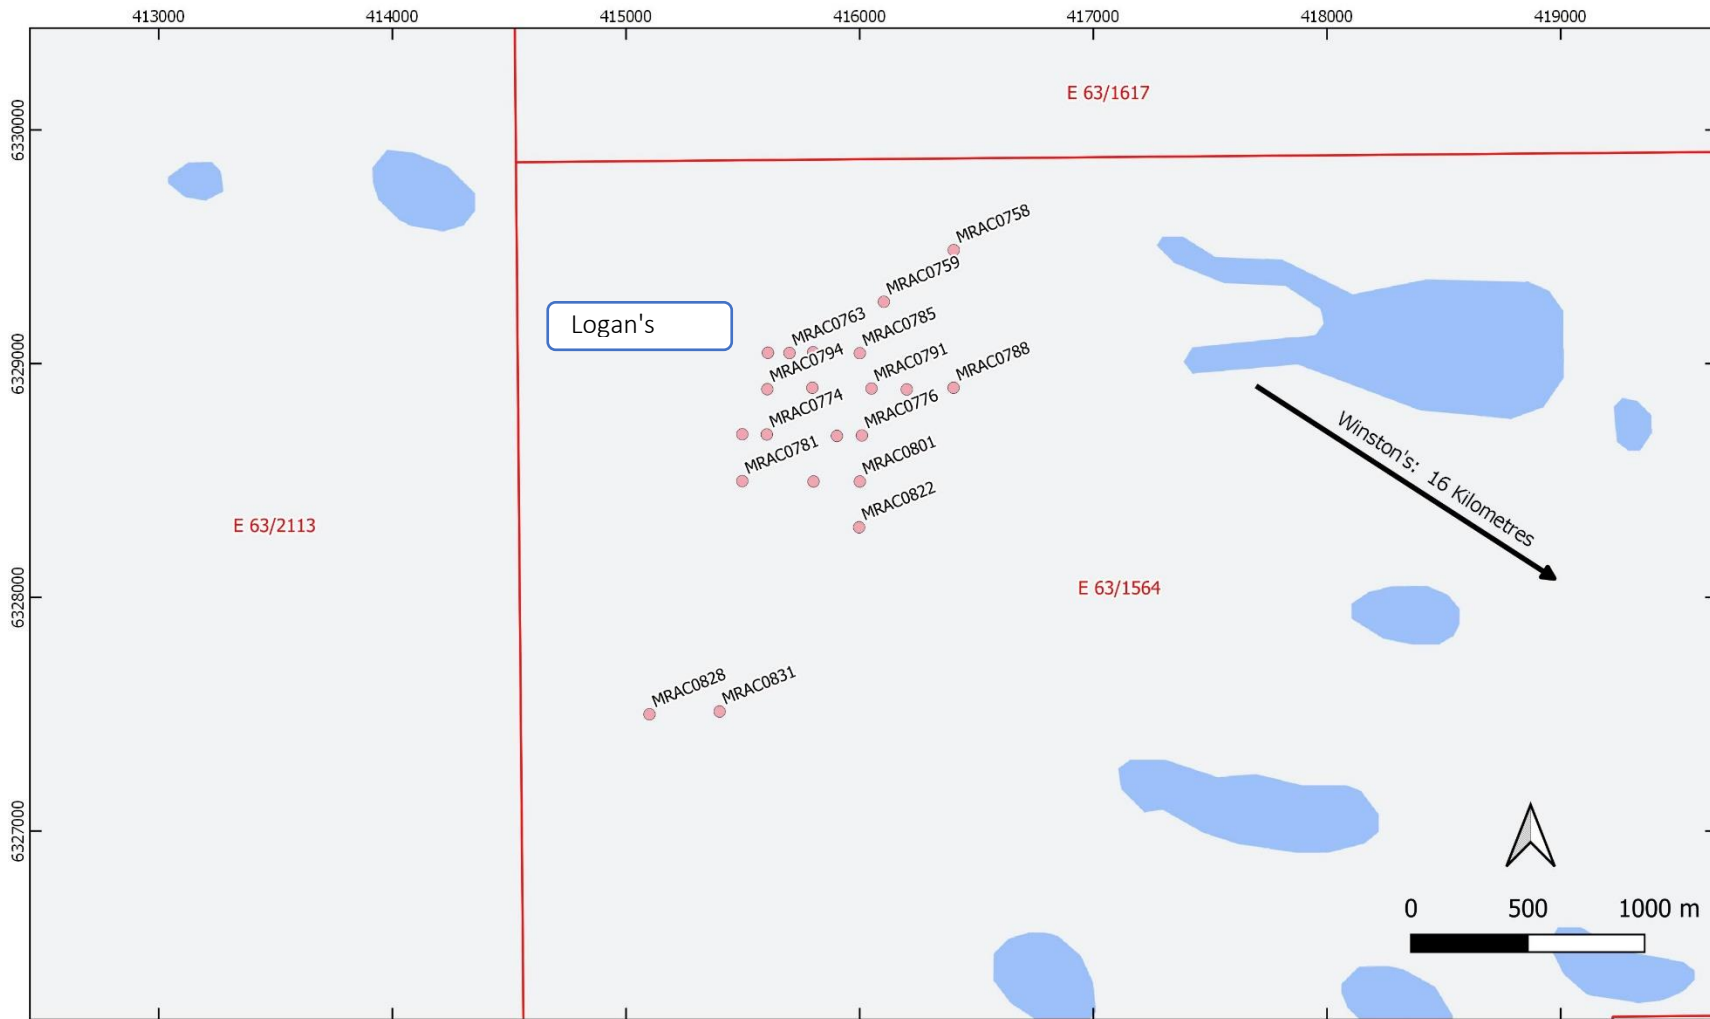 413000
414000
415000
416000
417000
418000
419000
6330000
6329000
6328000
6327000
E 63/1617
MRAC0758
MRAC0759
Logan's
MRAC0763
MRAC0785
MRAC0794
MRAC0791
MRAC0788
MRAC0774
MRAC0776
MRAC0781
MRAC0801
MRAC0822
Winston's: 16 Kilometres
E 63/2113
E 63/1564
MRAC0828
MRAC0831
0 500 1000 m